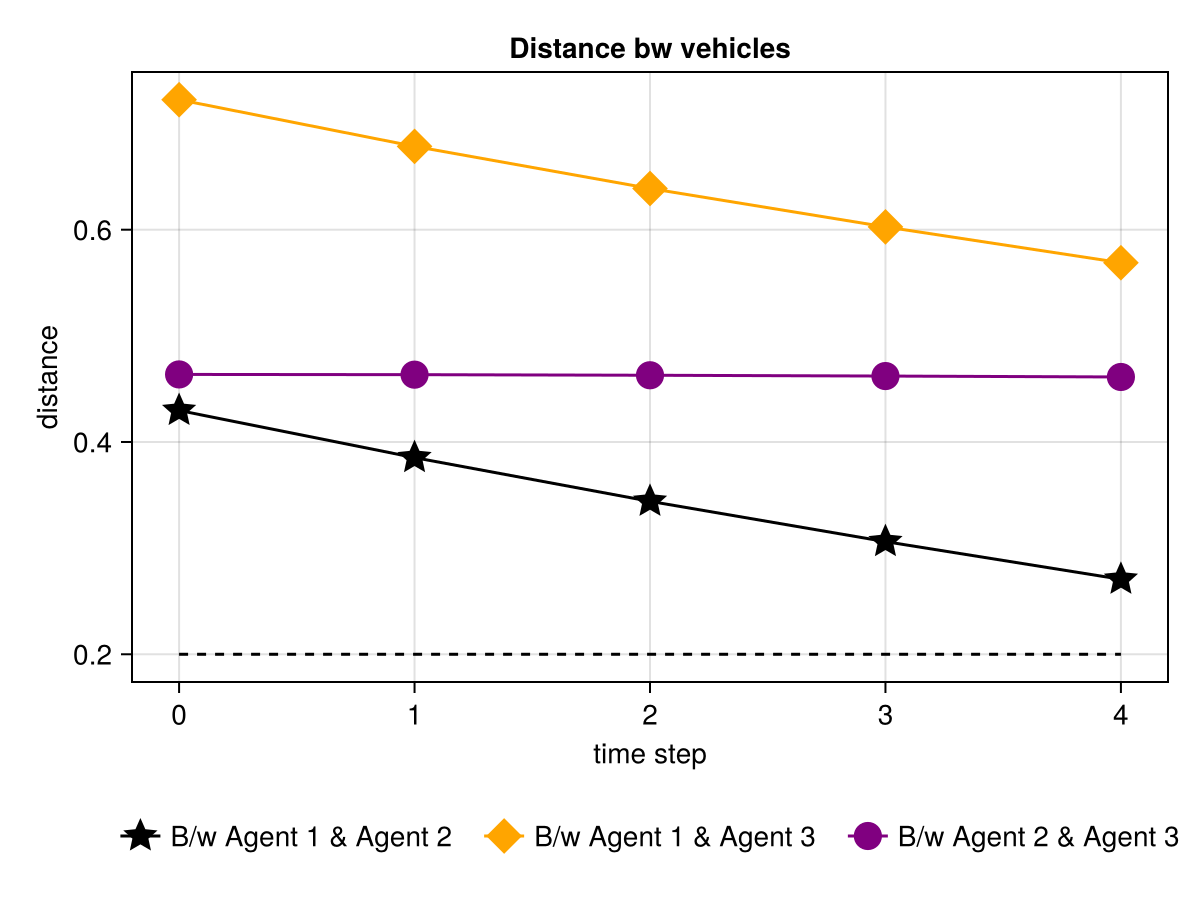 Distance bw vehicles
distance
0.6
0.4
0.2
0 1 2 3 4
time step
B/w Agent 1 & Agent 2 B/w Agent 1 & Agent 3 B/w Agent 2 & Agent 3